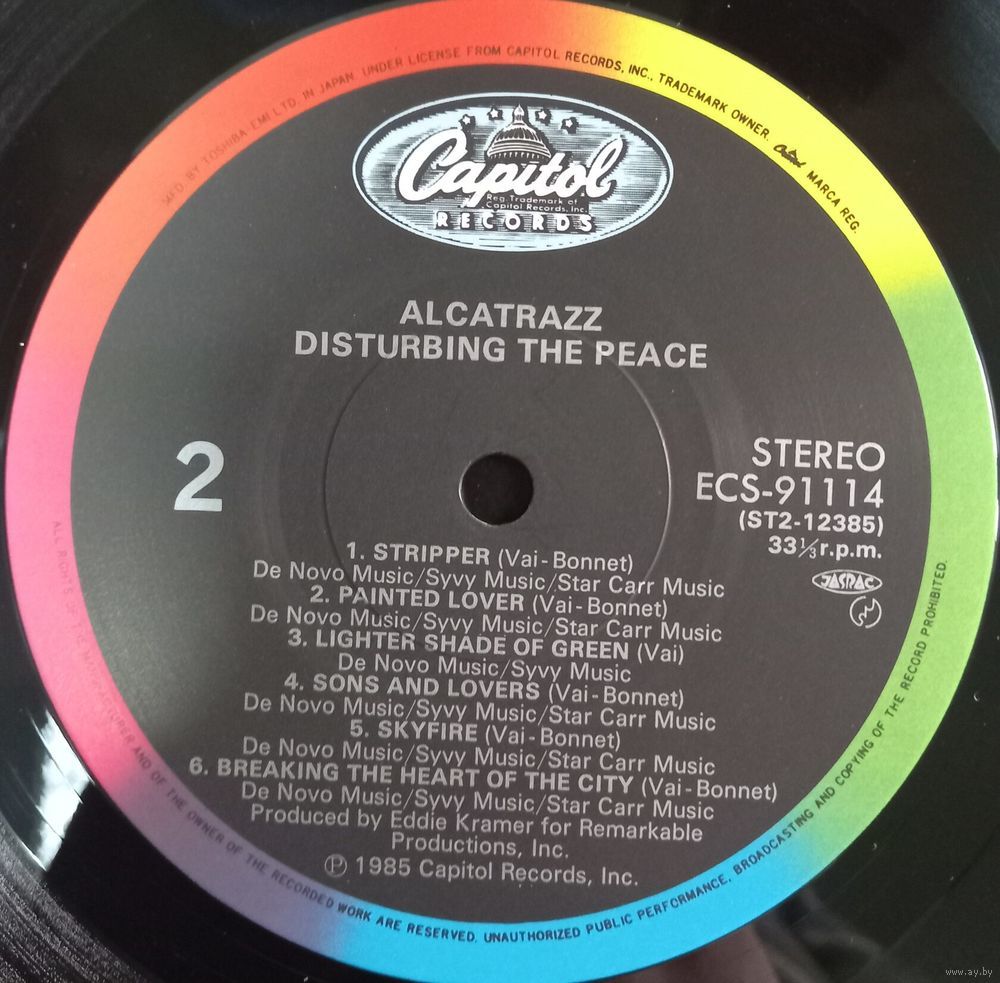 MFD. BY TOSHIBA EMI LTD. IN JAPAN. UNDER LICENSE FROM CAPITOL RECORDS, INC., TRADEMARK OWNER. Capitol MARCA REG.
Capitol
Reg. Trademark of
Capitol Records, Inc.
RECORDS
ALCATRAZZ
DISTURBING THE PEACE
2
STEREO
ECS-91114
(ST2-12385)
33⅓r.p.m.
JASRAC
1. STRIPPER (Vai-Bonnet)
De Novo Music/Syvy Music/Star Carr Music
2. PAINTED LOVER (Vai-Bonnet)
De Novo Music/Syvy Music/Star Carr Music
3. LIGHTER SHADE OF GREEN (Vai)
De Novo Music/Syvy Music
4. SONS AND LOVERS (Vai-Bonnet)
De Novo Music/Syvy Music/Star Carr Music
5. SKYFIRE (Vai-Bonnet)
De Novo Music/Syvy Music/Star Carr Music
6. BREAKING THE HEART OF THE CITY (Vai-Bonnet)
De Novo Music/Syvy Music/Star Carr Music
Produced by Eddie Kramer for Remarkable
Productions, Inc.
℗ 1985 Capitol Records, Inc.
ALL RIGHTS OF THE MANUFACTURER AND OF THE OWNER OF THE RECORDED WORK ARE RESERVED. UNAUTHORIZED PUBLIC PERFORMANCE, BROADCASTING AND COPYING OF THE RECORD PROHIBITED.
www.ay.by